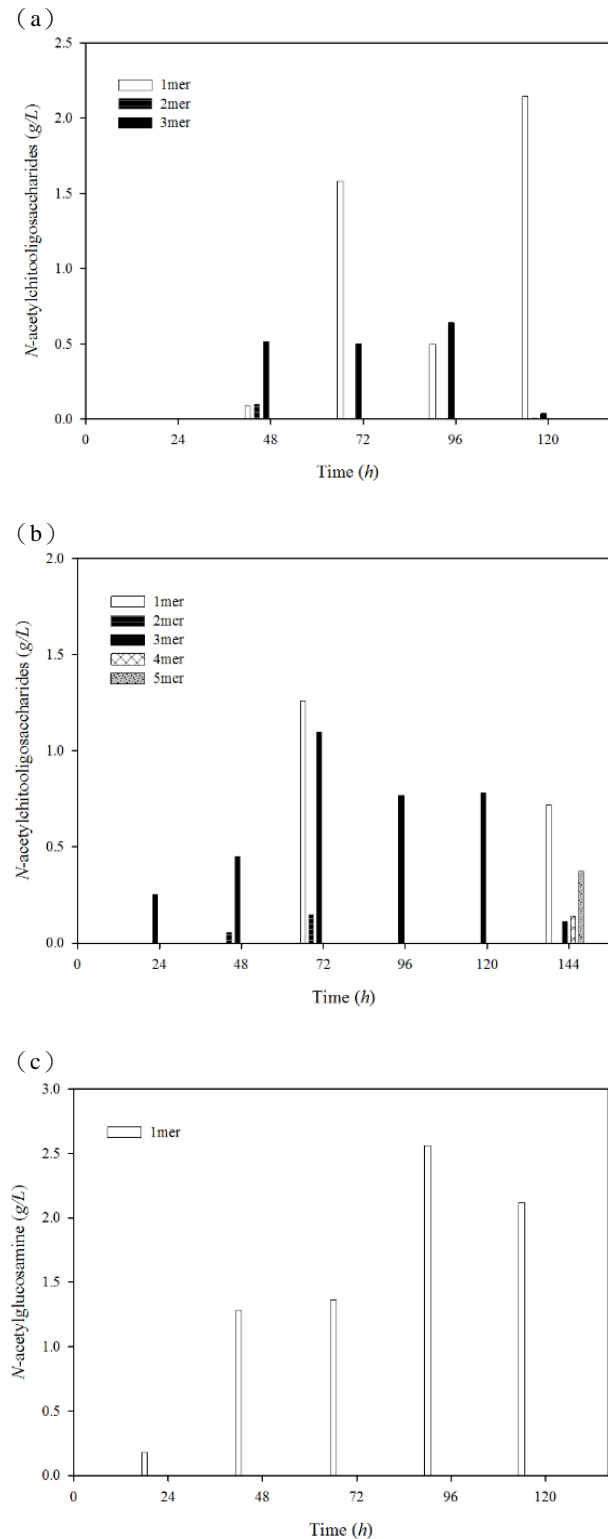 （a）
2.5
2.0
1.5
1.0
0.5
0.0
N-acetylchitooligosaccharides (g/L)
1mer
2mer
3mer
0 24 48 72 96 120
Time (h)
（b）
2.0
1.5
1.0
0.5
0.0
N-acetylchitooligosaccharides (g/L)
1mer
2mer
3mer
4mer
5mer
0 24 48 72 96 120 144
Time (h)
（c）
3.0
2.5
2.0
1.5
1.0
0.5
0.0
N-acetylglucosamine (g/L)
1mer
0 24 48 72 96 120
Time (h)